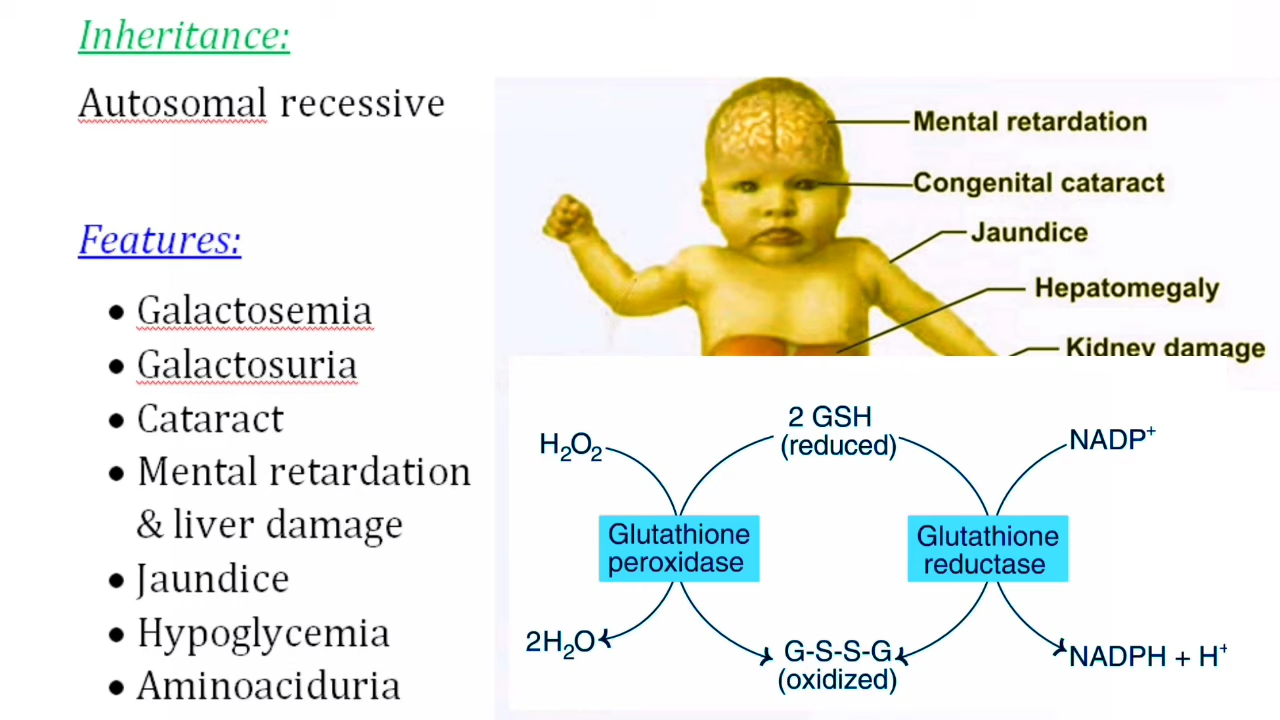 Inheritance:
Autosomal recessive
Features:
• Galactosemia
• Galactosuria
• Cataract
• Mental retardation
& liver damage
• Jaundice
• Hypoglycemia
• Aminoaciduria
Mental retardation
Congenital cataract
Jaundice
Hepatomegaly
Kidney damage
2 GSH
(reduced)
H₂O₂
NADP⁺
Glutathione
peroxidase
Glutathione
reductase
2H₂O
G-S-S-G
(oxidized)
NADPH + H⁺